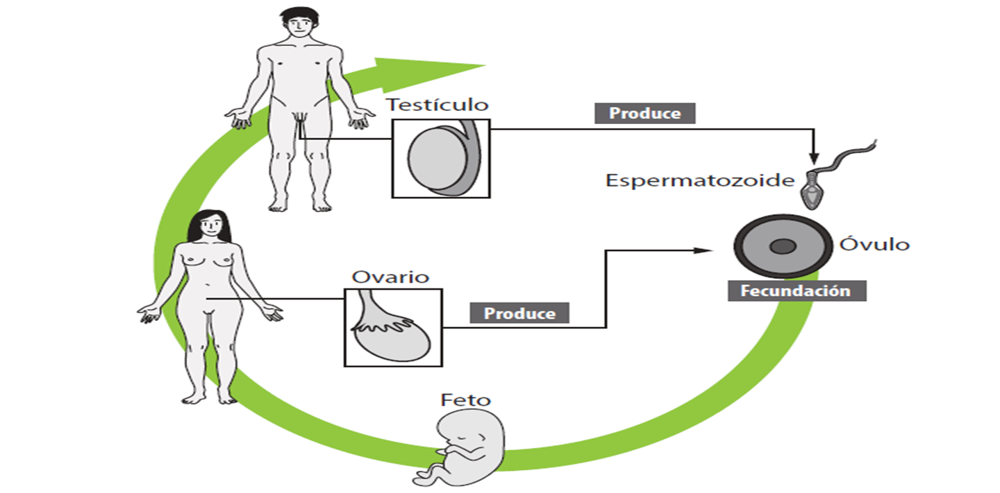 Testículo
Produce
Espermatozoide
Óvulo
Ovario
Fecundación
Produce
Feto